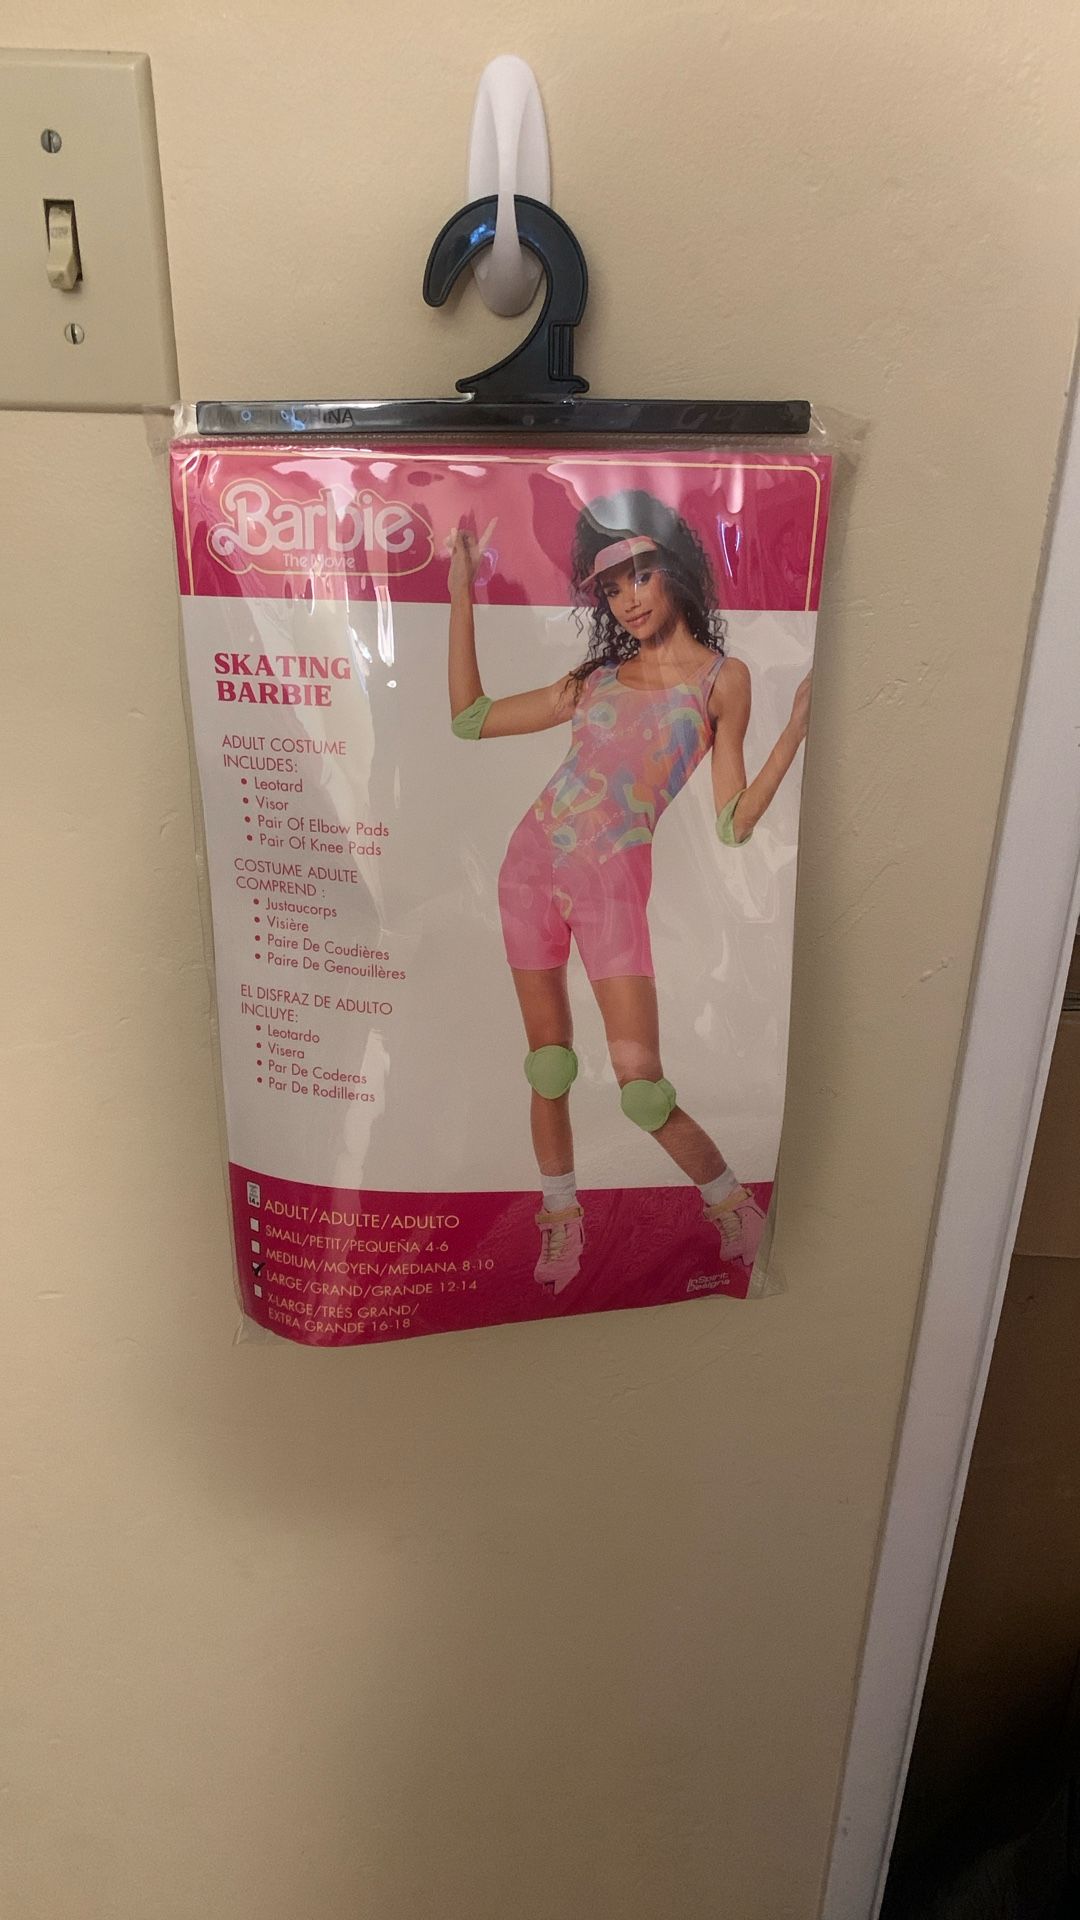 MADE IN CHINA
Barbie
The Movie
SKATING
BARBIE
ADULT COSTUME
INCLUDES:
• Leotard
• Visor
• Pair Of Elbow Pads
• Pair Of Knee Pads
COSTUME ADULTE
COMPREND :
• Justaucorps
• Visière
• Paire De Coudières
• Paire De Genouillères
EL DISFRAZ DE ADULTO
INCLUYE:
• Leotardo
• Visera
• Par De Coderas
• Par De Rodilleras
14+
ADULT/ADULTE/ADULTO
SMALL/PETIT/PEQUEÑA 4-6
MEDIUM/MOYEN/MEDIANA 8-10
LARGE/GRAND/GRANDE 12-14
X-LARGE/TRÉS GRAND/
EXTRA GRANDE 16-18
InSpirit
Designs